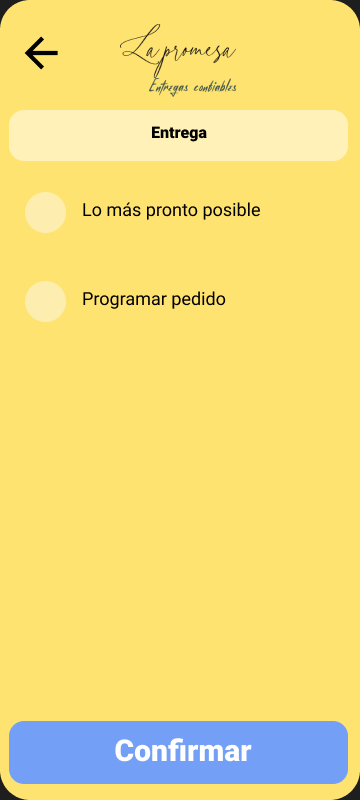 La promesa
Entregas confiables
Entrega
Lo más pronto posible
Programar pedido
Confirmar